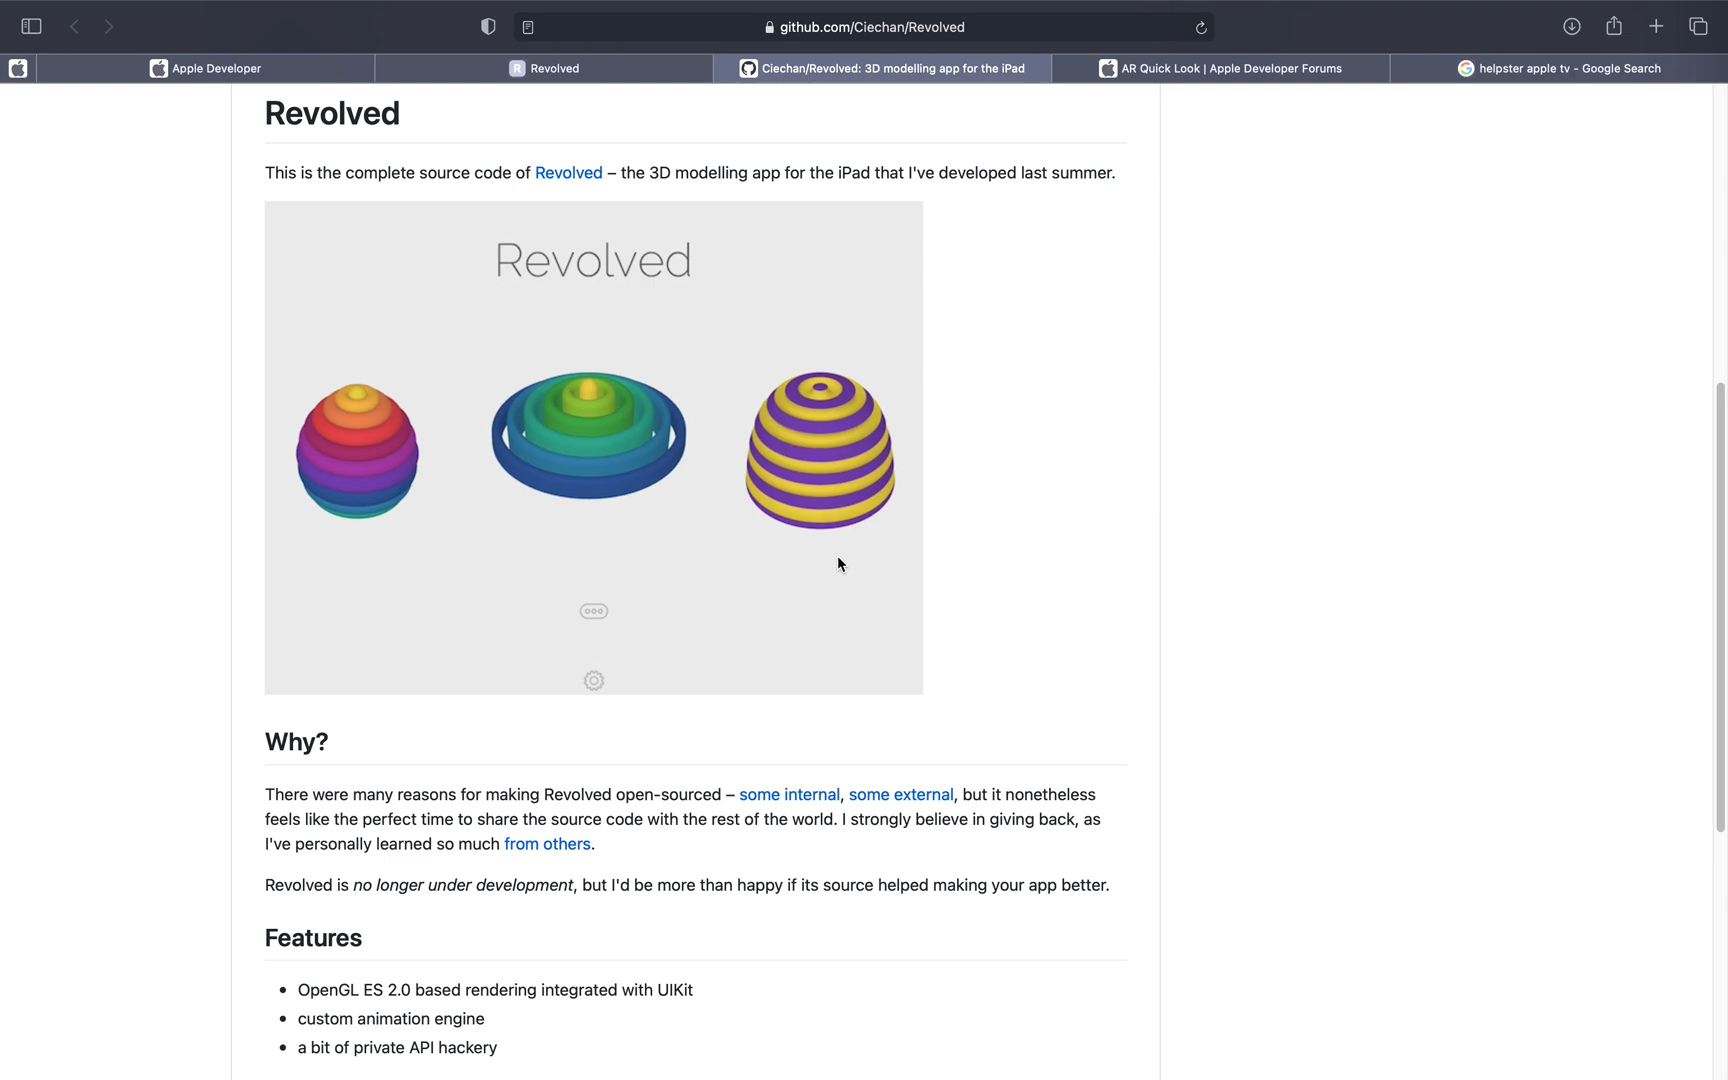 github.com/Ciechan/Revolved
Apple Developer
R Revolved
Ciechan/Revolved: 3D modelling app for the iPad
AR Quick Look | Apple Developer Forums
helpster apple tv - Google Search
Revolved
This is the complete source code of Revolved – the 3D modelling app for the iPad that I've developed last summer.
Revolved
Why?
There were many reasons for making Revolved open-sourced – some internal, some external, but it nonetheless
feels like the perfect time to share the source code with the rest of the world. I strongly believe in giving back, as
I've personally learned so much from others.
Revolved is no longer under development, but I'd be more than happy if its source helped making your app better.
Features
• OpenGL ES 2.0 based rendering integrated with UIKit
• custom animation engine
• a bit of private API hackery